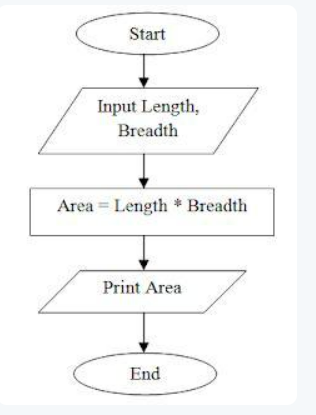 Start
Input Length,
Breadth
Area = Length * Breadth
Print Area
End